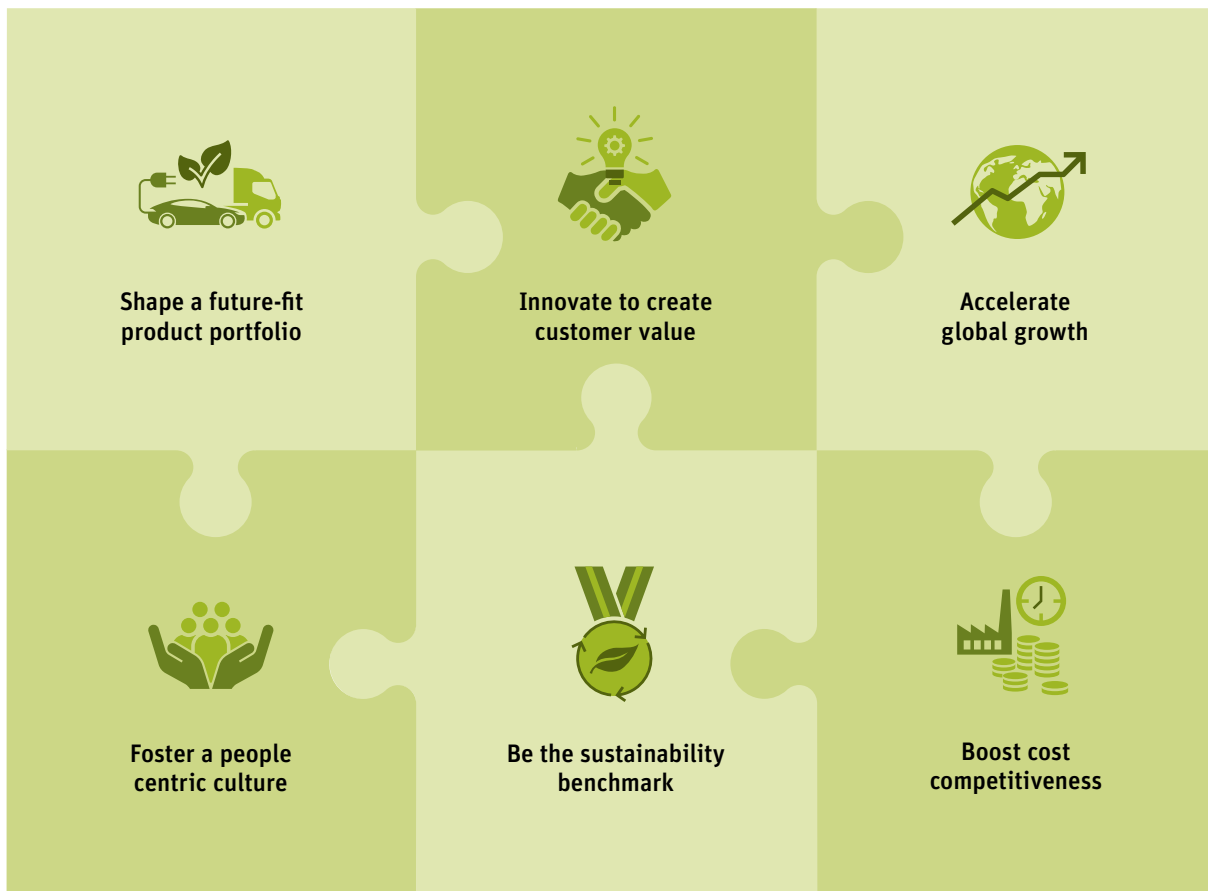 Shape a future-fit
product portfolio
Innovate to create
customer value
Accelerate
global growth
Foster a people
centric culture
Be the sustainability
benchmark
Boost cost
competitiveness